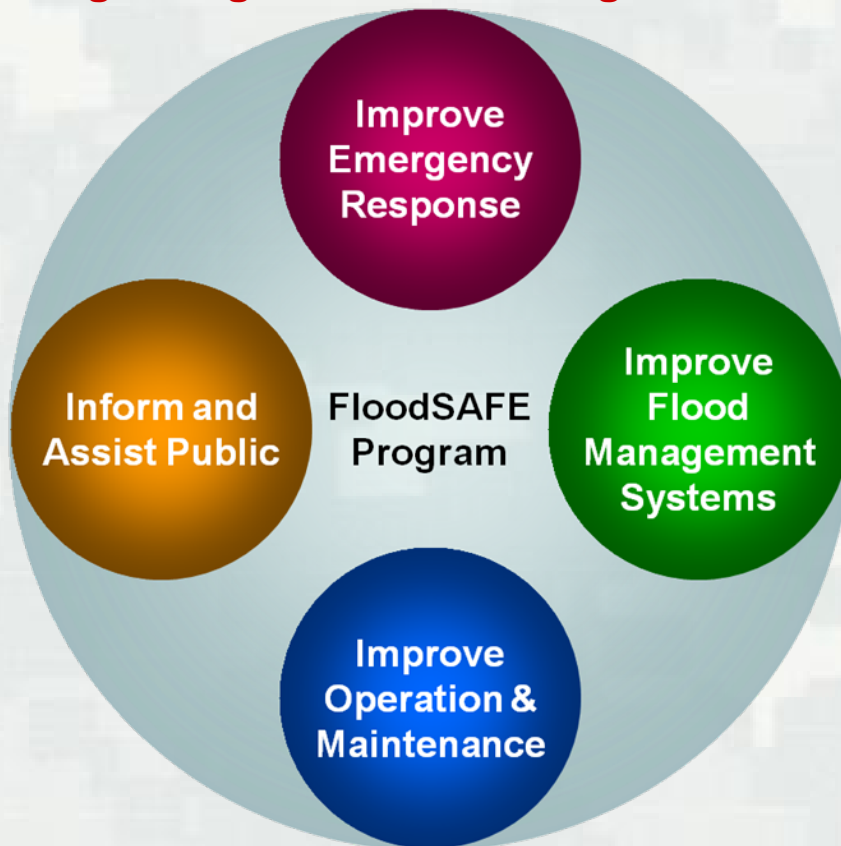 Improve
Emergency
Response
Inform and
Assist Public
FloodSAFE
Program
Improve
Flood
Management
Systems
Improve
Operation &
Maintenance